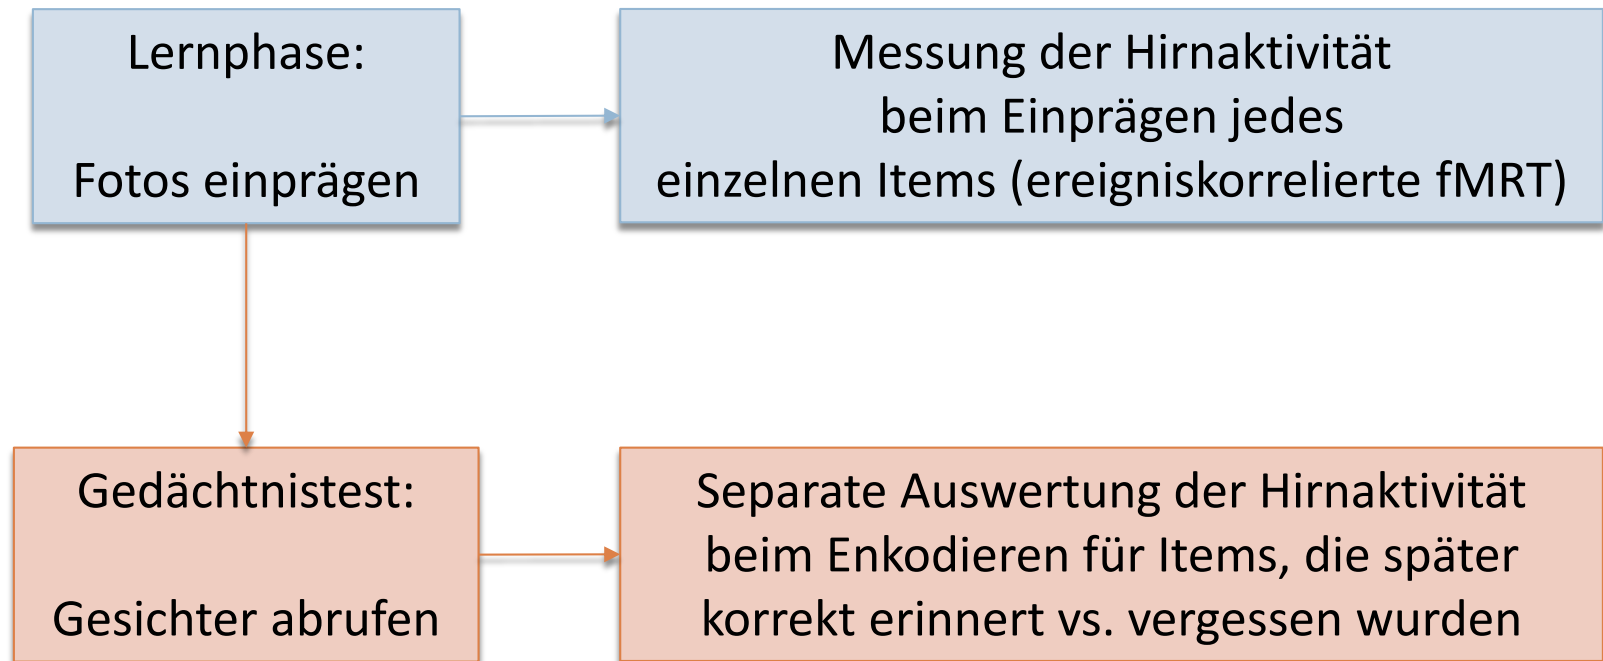 Lernphase:
Fotos einprägen
Messung der Hirnaktivität
beim Einprägen jedes
einzelnen Items (ereigniskorrelierte fMRT)
Gedächtnistest:
Gesichter abrufen
Separate Auswertung der Hirnaktivität
beim Enkodieren für Items, die später
korrekt erinnert vs. vergessen wurden